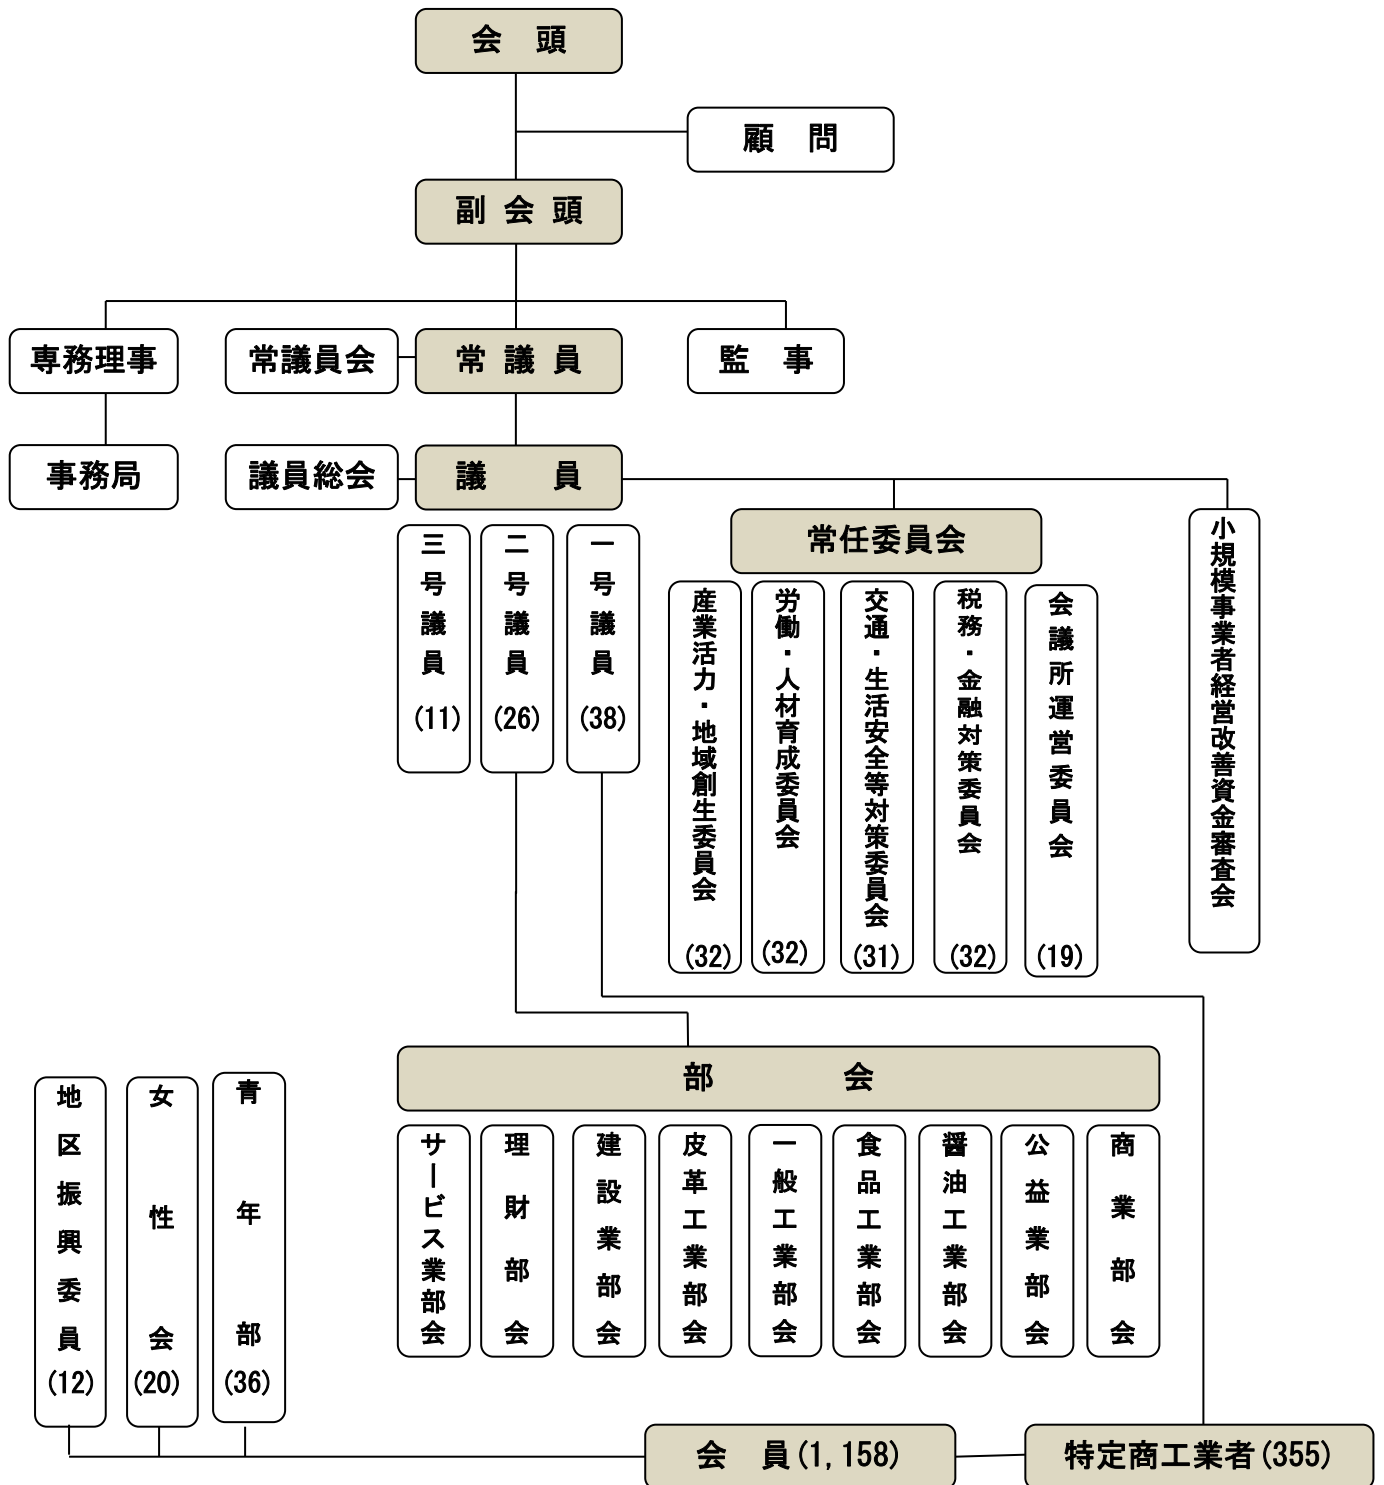 会　頭
顧　問
副 会 頭
専務理事
常議員会
常 議 員
監　事
事務局
議員総会
議　　員
三号議員(11)
二号議員(26)
一号議員(38)
常任委員会
産業活力・地域創生委員会(32)
労働・人材育成委員会(32)
交通・生活安全等対策委員会(31)
税務・金融対策委員会(32)
会議所運営委員会(19)
小規模事業者経営改善資金審査会
部　　　　会
地区振興委員(12)
女性会(20)
青年部(36)
サービス業部会
理財部会
建設業部会
皮革工業部会
一般工業部会
食品工業部会
醤油工業部会
公益業部会
商業部会
会　員(1,158)
特定商工業者(355)